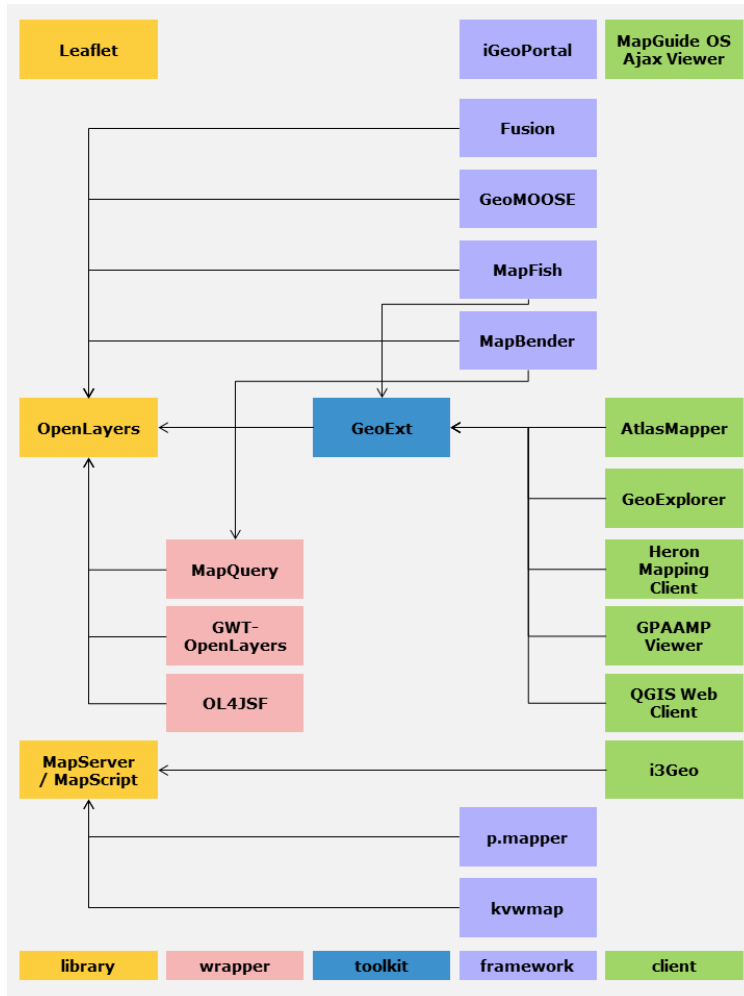 Leaflet
iGeoPortal
MapGuide OS
Ajax Viewer
Fusion
GeoMOOSE
MapFish
MapBender
OpenLayers
GeoExt
AtlasMapper
GeoExplorer
MapQuery
Heron
Mapping
Client
GWT-
OpenLayers
GPAAMP
Viewer
OL4JSF
QGIS Web
Client
MapServer
/ MapScript
i3Geo
p.mapper
kvwmap
library
wrapper
toolkit
framework
client